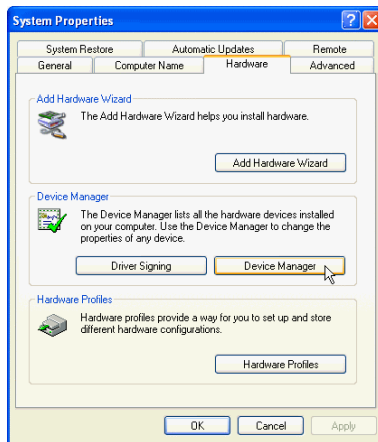 System Properties
System Restore Automatic Updates Remote
General Computer Name Hardware Advanced
Add Hardware Wizard
The Add Hardware Wizard helps you install hardware.
Add Hardware Wizard
Device Manager
The Device Manager lists all the hardware devices installed
on your computer. Use the Device Manager to change the
properties of any device.
Driver Signing Device Manager
Hardware Profiles
Hardware profiles provide a way for you to set up and store
different hardware configurations.
Hardware Profiles
OK Cancel Apply